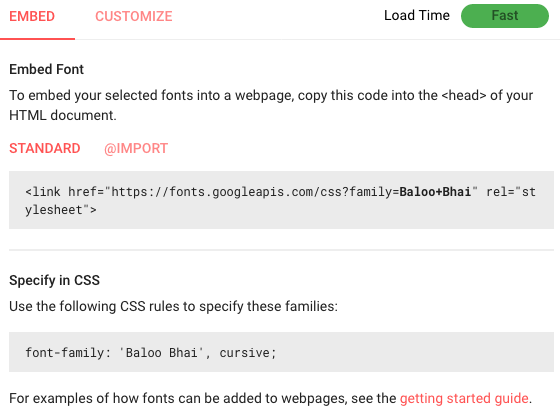 EMBED CUSTOMIZE Load Time Fast
Embed Font
To embed your selected fonts into a webpage, copy this code into the <head> of your
HTML document.
STANDARD @IMPORT
<link href="https://fonts.googleapis.com/css?family=Baloo+Bhai" rel="st
ylesheet">
Specify in CSS
Use the following CSS rules to specify these families:
font-family: 'Baloo Bhai', cursive;
For examples of how fonts can be added to webpages, see the getting started guide.